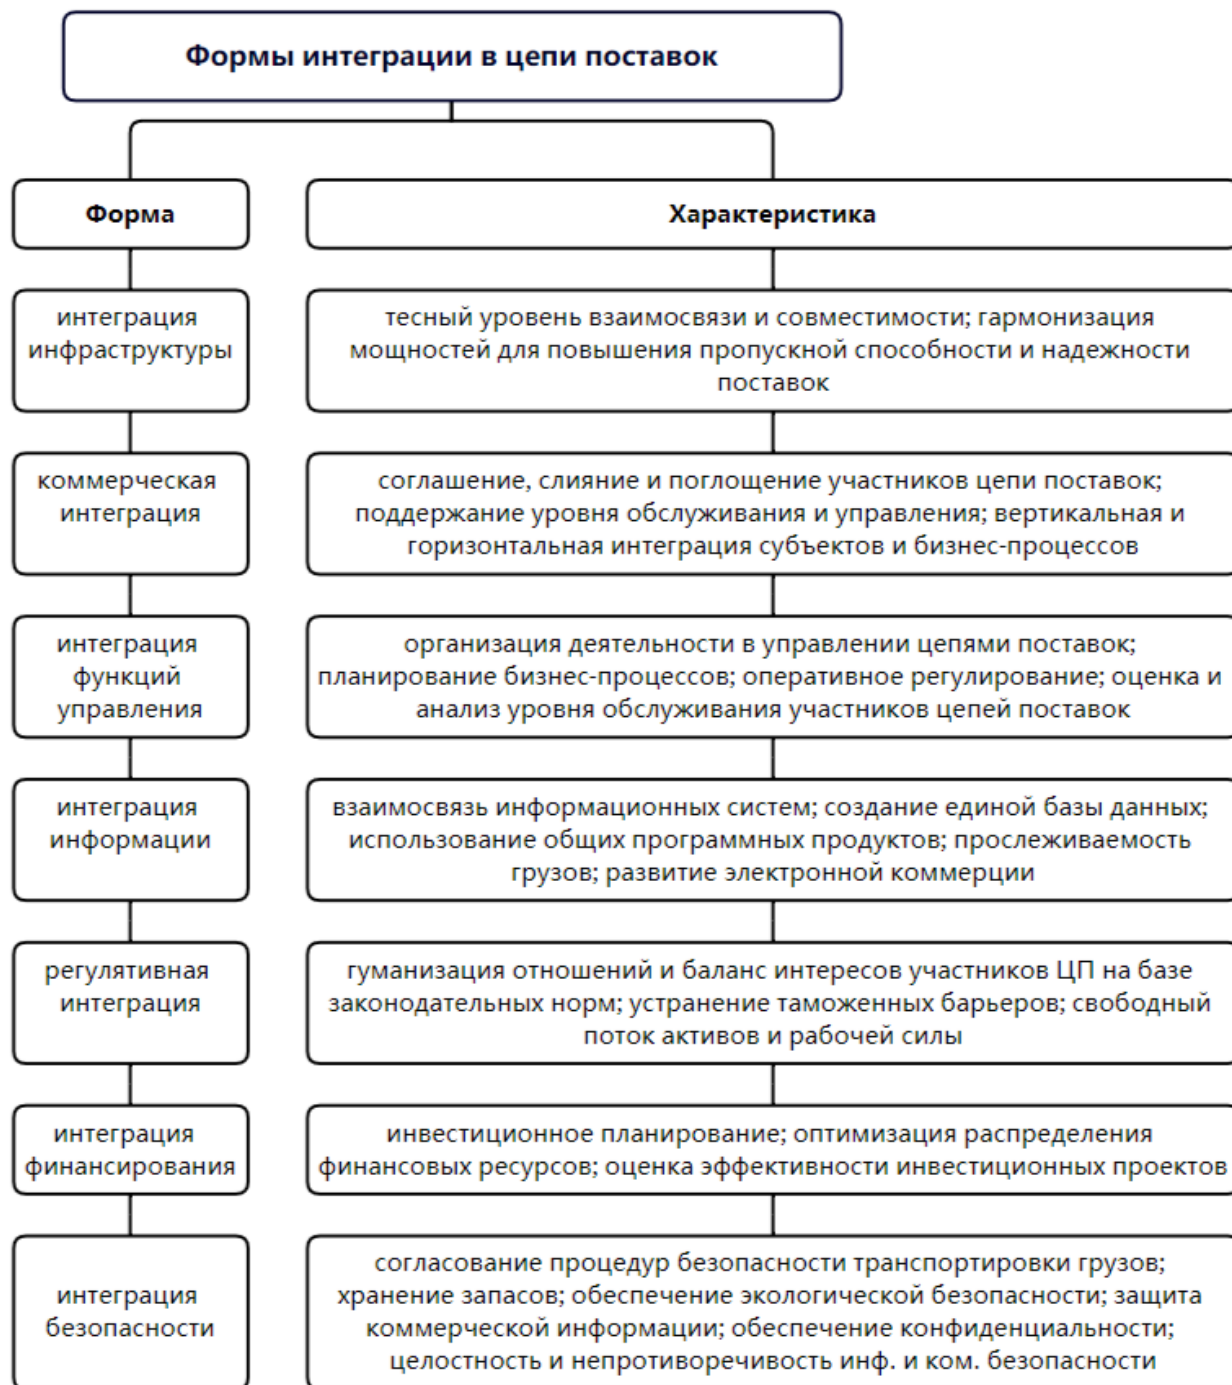 Формы интеграции в цепи поставок
Форма
Характеристика
интеграция
инфраструктуры
тесный уровень взаимосвязи и совместимости; гармонизация
мощностей для повышения пропускной способности и надежности
поставок
коммерческая
интеграция
соглашение, слияние и поглощение участников цепи поставок;
поддержание уровня обслуживания и управления; вертикальная и
горизонтальная интеграция субъектов и бизнес-процессов
интеграция
функций
управления
организация деятельности в управлении цепями поставок;
планирование бизнес-процессов; оперативное регулирование; оценка и
анализ уровня обслуживания участников цепей поставок
интеграция
информации
взаимосвязь информационных систем; создание единой базы данных;
использование общих программных продуктов; прослеживаемость
грузов; развитие электронной коммерции
регулятивная
интеграция
гуманизация отношений и баланс интересов участников ЦП на базе
законодательных норм; устранение таможенных барьеров; свободный
поток активов и рабочей силы
интеграция
финансирования
инвестиционное планирование; оптимизация распределения
финансовых ресурсов; оценка эффективности инвестиционных проектов
интеграция
безопасности
согласование процедур безопасности транспортировки грузов;
хранение запасов; обеспечение экологической безопасности; защита
коммерческой информации; обеспечение конфиденциальности;
целостность и непротиворечивость инф. и ком. безопасности